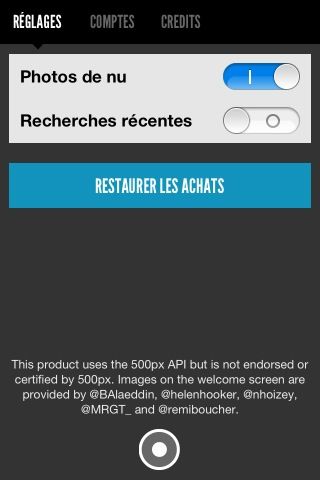 RÉGLAGES COMPTES CREDITS
Photos de nu
Recherches récentes
RESTAURER LES ACHATS
This product uses the 500px API but is not endorsed or
certified by 500px. Images on the welcome screen are
provided by @BAlaeddin, @helenhooker, @nhoizey,
@MRGT_ and @remiboucher.